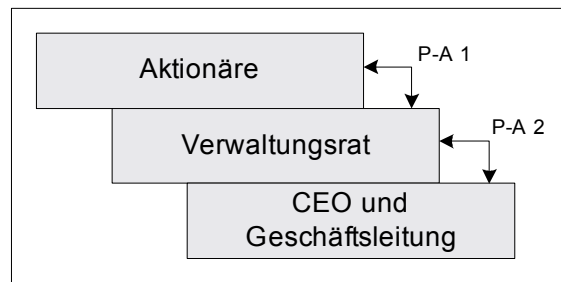 Aktionäre
P-A 1
Verwaltungsrat
P-A 2
CEO und
Geschäftsleitung